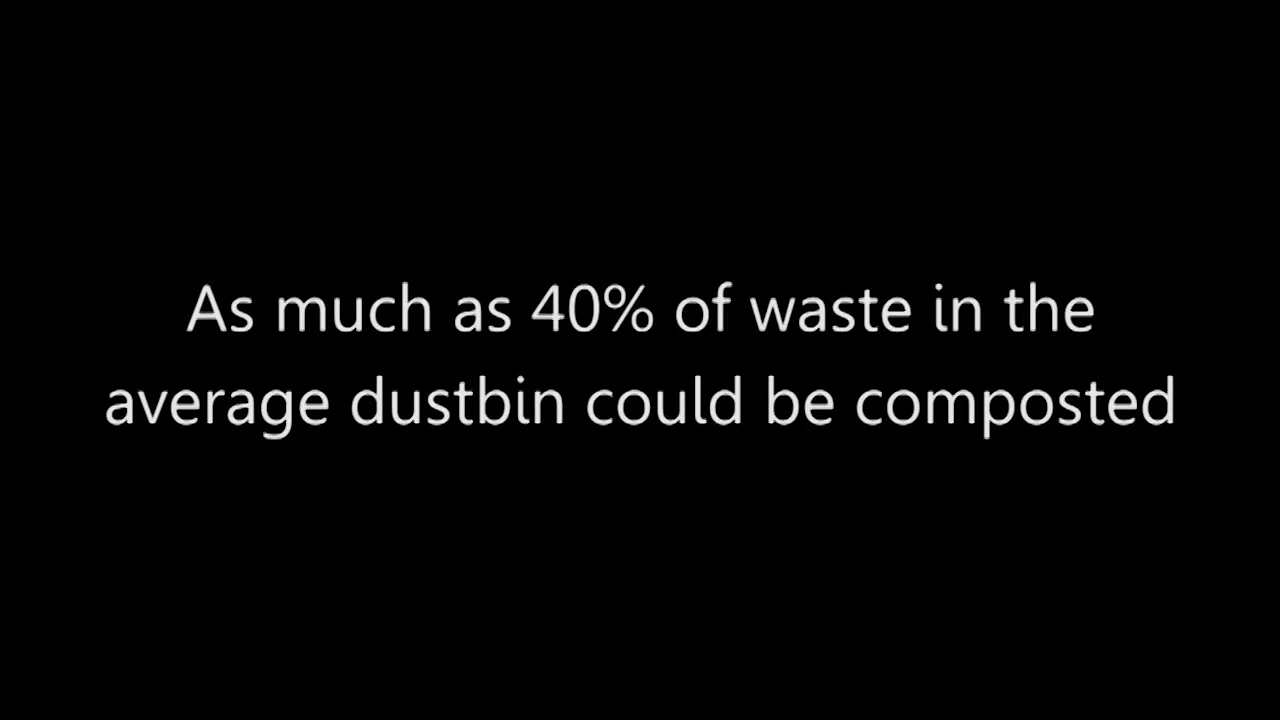 As much as 40% of waste in the
average dustbin could be composted